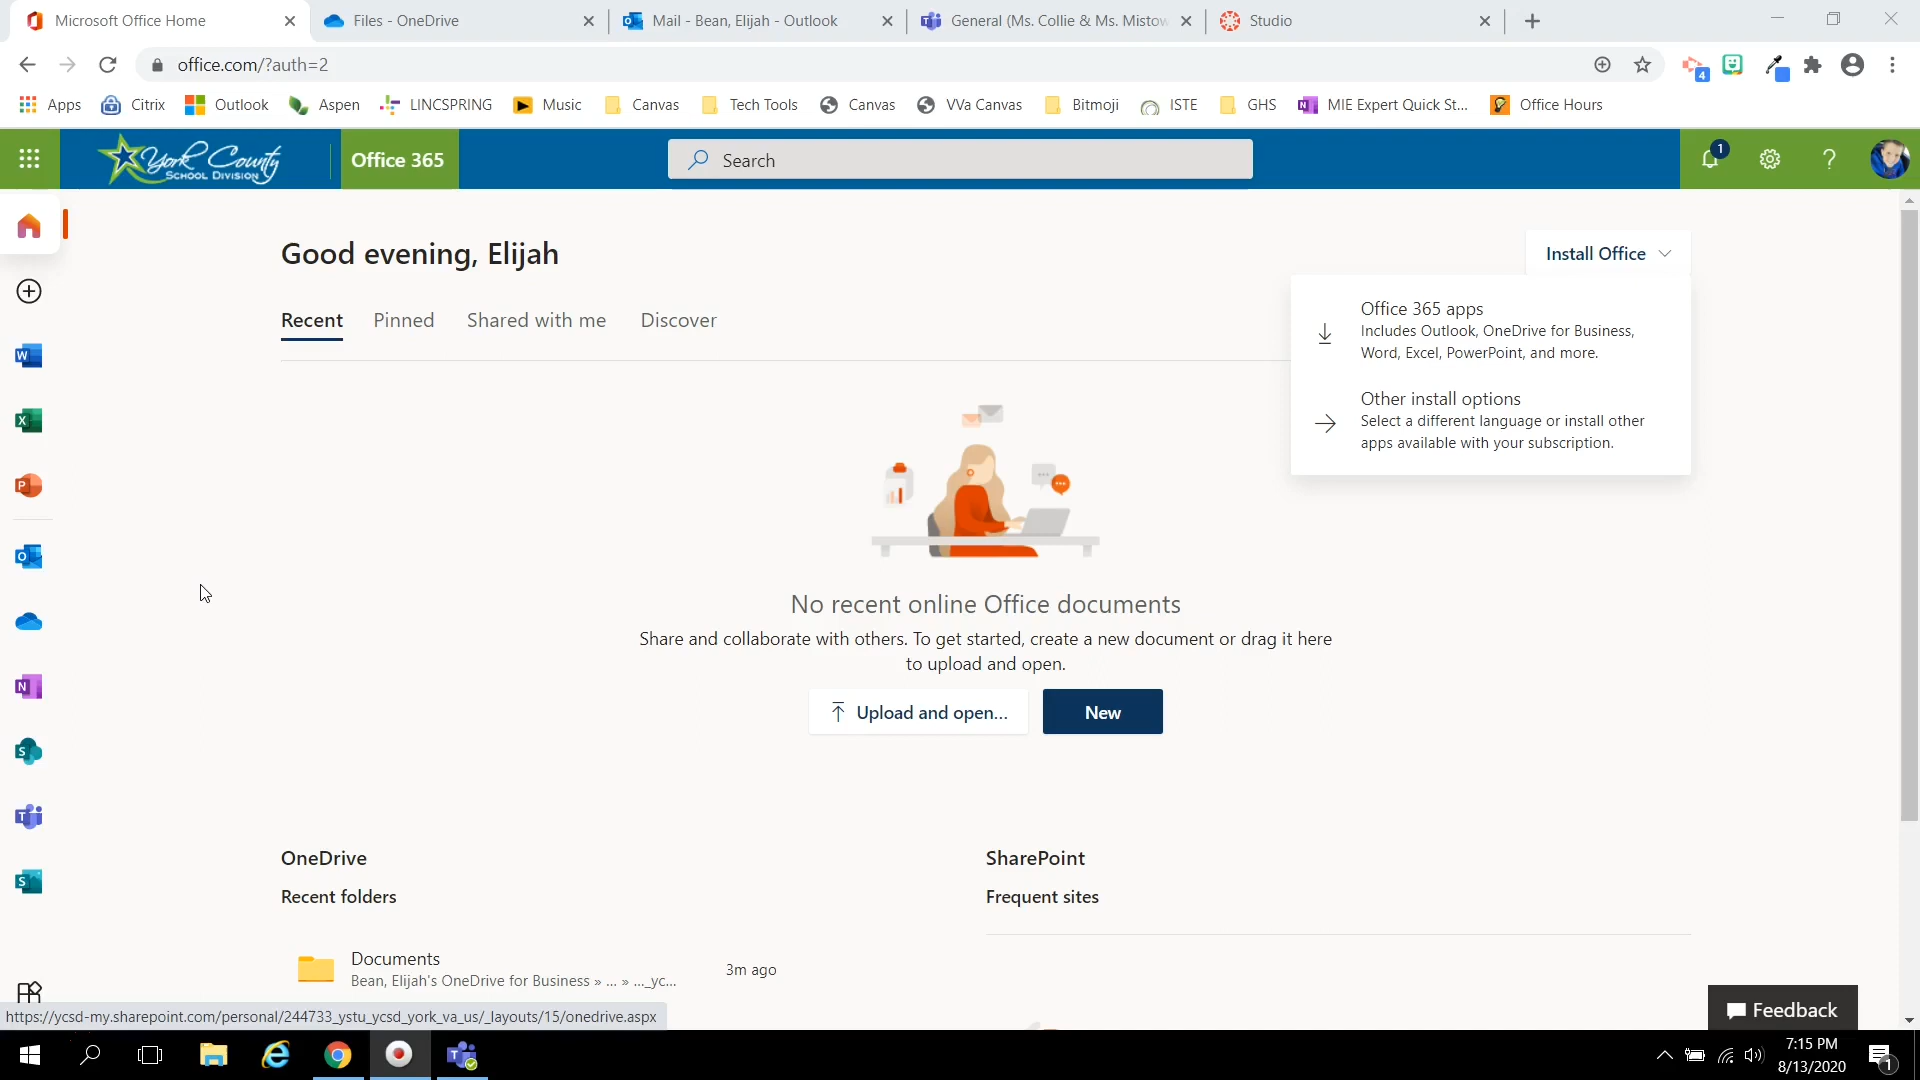 Microsoft Office Home
Files - OneDrive
Mail - Bean, Elijah - Outlook
General (Ms. Collie & Ms. Mistow
Studio
office.com/?auth=2
4
Apps
Citrix
Outlook
Aspen
LINCSPRING
Music
Canvas
Tech Tools
Canvas
VVa Canvas
Bitmoji
ISTE
GHS
MIE Expert Quick St...
Office Hours
York County
SCHOOL DIVISION
Office 365
Search
1
?
Good evening, Elijah
Install Office
Recent
Pinned
Shared with me
Discover
Office 365 apps
Includes Outlook, OneDrive for Business,
Word, Excel, PowerPoint, and more.
Other install options
Select a different language or install other
apps available with your subscription.
No recent online Office documents
Share and collaborate with others. To get started, create a new document or drag it here
to upload and open.
Upload and open...
New
OneDrive
Recent folders
Documents
Bean, Elijah's OneDrive for Business » ... » ..._yc...
3m ago
SharePoint
Frequent sites
Feedback
https://ycsd-my.sharepoint.com/personal/244733_ystu_ycsd_york_va_us/_layouts/15/onedrive.aspx
7:15 PM
8/13/2020
1